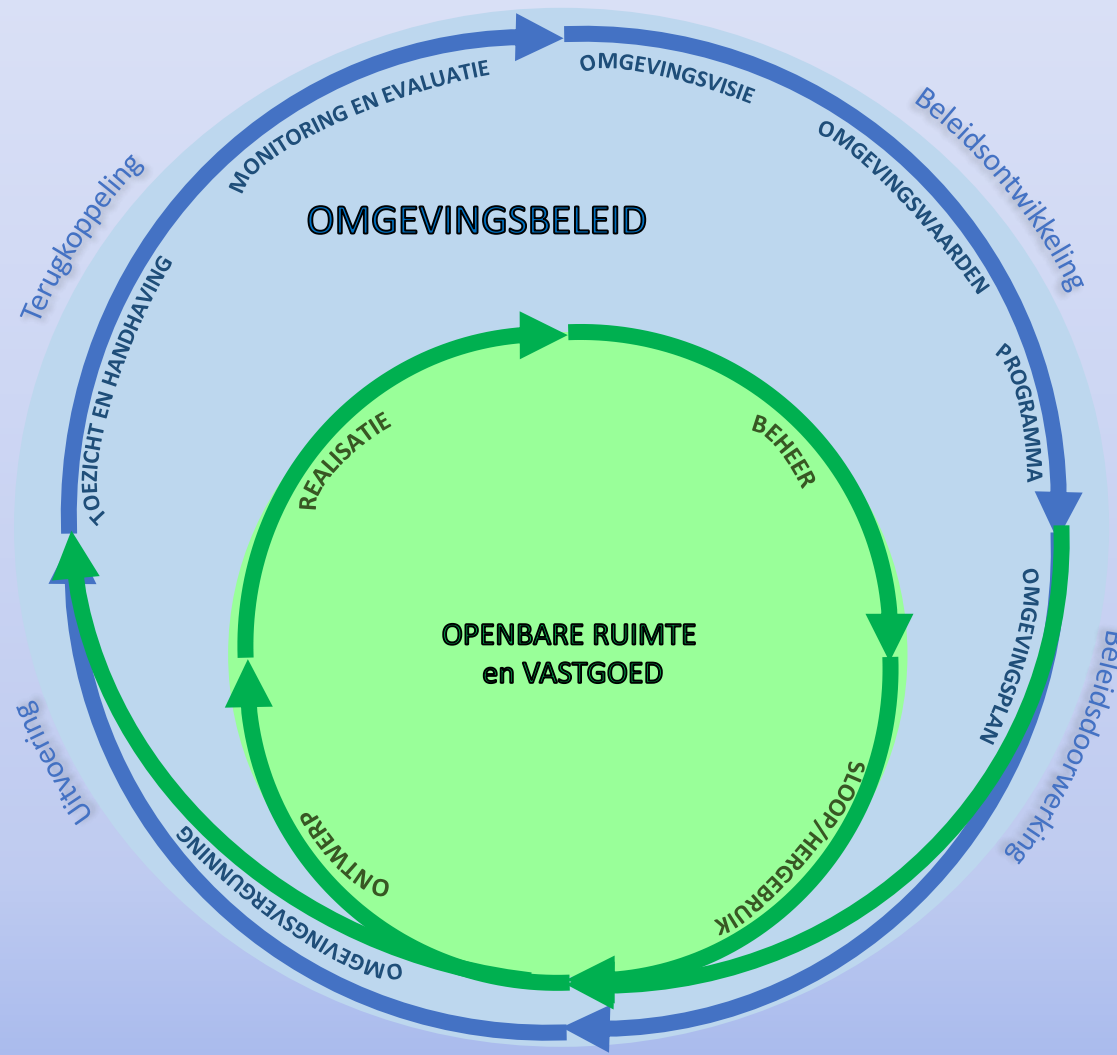 MONITORING EN EVALUATIE
OMGEVINGSVISIE
Beleidsontwikkeling
OMGEVINGSWAARDEN
Terugkoppeling
OMGEVINGSBELEID
TOEZICHT EN HANDHAVING
PROGRAMMA
REALISATIE
BEHEER
OPENBARE RUIMTE
en VASTGOED
OMGEVINGSPLAN
Beleidsdoorwerking
Uitvoering
ONTWERP
SLOOP/HERGEBRUIK
OMGEVINGSVERGUNNING